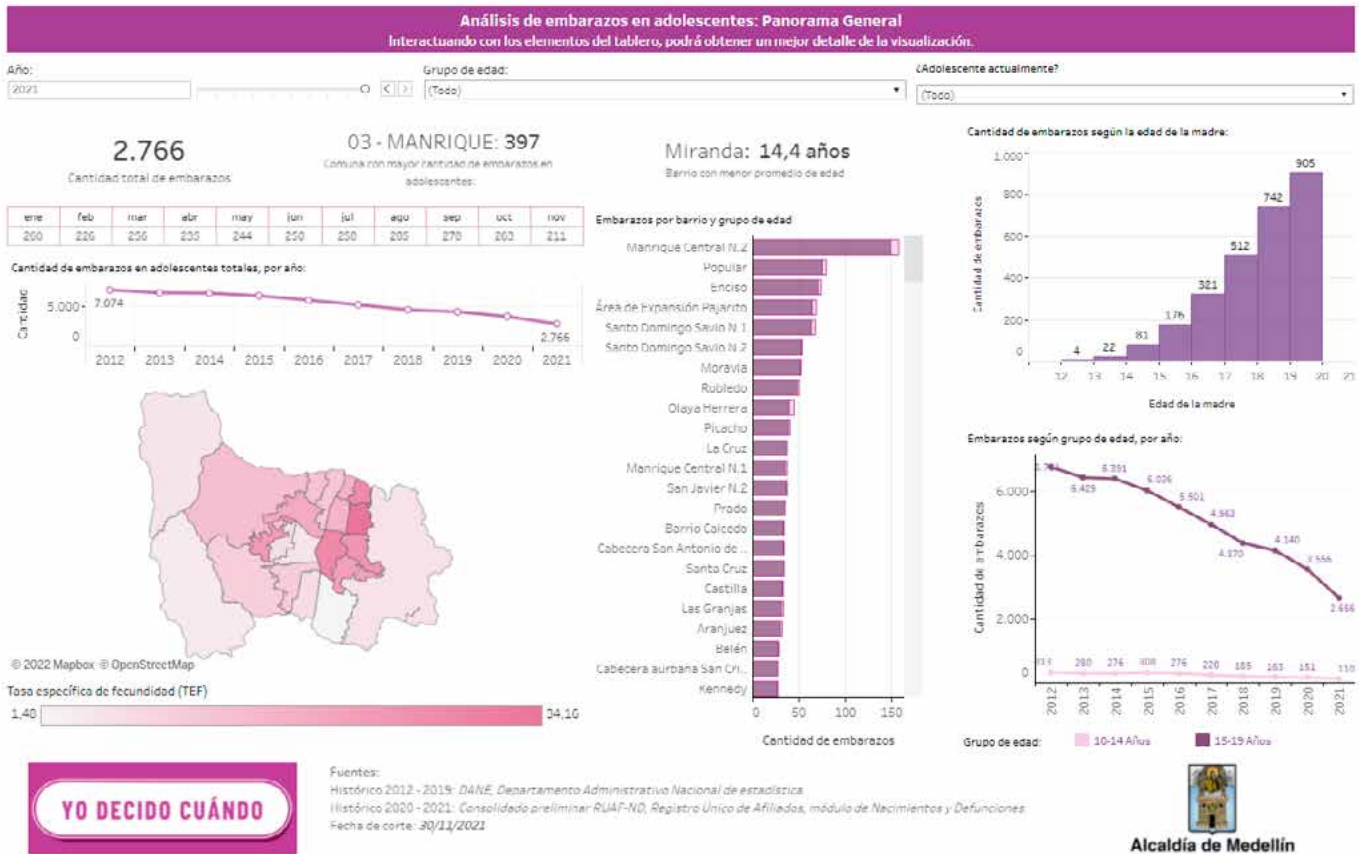 Análisis de embarazos en adolescentes: Panorama General
Interactuando con los elementos del tablero, podrá obtener un mejor detalle de la visualización.
Año:
2021
Grupo de edad:
(Todo)
¿Adolescente actualmente?
(Todo)
2.766
Cantidad total de embarazos
03 - MANRIQUE: 397
Comuna con mayor cantidad de embarazos en
adolescentes:
Miranda: 14,4 años
Barrio con menor promedio de edad
ene feb mar abr may jun jul ago sep oct nov
226 244 250 211
Cantidad de embarazos en adolescentes totales, por año:
Cantidad
5.000
0
7.074
2.766
2012 2013 2014 2015 2016 2017 2018 2019 2020 2021
© 2022 Mapbox © OpenStreetMap
Tasa específica de fecundidad (TEF)
34,16
Embarazos por barrio y grupo de edad
Manrique Central N.2
Popular
Enciso
Área de Expansión Pajarito
Santo Domingo Savio N.1
Santo Domingo Savio N.2
Moravia
Robledo
Olaya Herrera
Picacho
La Cruz
Manrique Central N.1
San Javier N.2
Prado
Barrio Caicedo
Cabecera San Antonio de ..
Santa Cruz
Castilla
Las Granjas
Aranjuez
Belén
Kennedy
0 50 100 150
Cantidad de embarazos
Cantidad de embarazos según la edad de la madre:
Cantidad de embarazos
1.000
800
600
400
200
0
4 22 81 176 321 512 742 905
12 13 14 15 16 17 18 19 20 21
Edad de la madre
Embarazos según grupo de edad, por año:
Cantidad de embarazos
6.000
4.000
2.000
0
6.429 6.391 6.026 5.501 4.963 4.370 4.140 3.556 2.656
280 276 308 276 220 185 163 151 110
2012 2013 2014 2015 2016 2017 2018 2019 2020 2021
Grupo de edad: 10-14 Años 15-19 Años
YO DECIDO CUÁNDO
Fuentes:
Histórico 2012 - 2019: DANE, Departamento Administrativo Nacional de estadística
Histórico 2020 - 2021: Consolidado preliminar RUAF-ND, Registro Único de Afiliados, módulo de Nacimientos y Defunciones
Fecha de corte: 30/11/2021
Alcaldía de Medellín